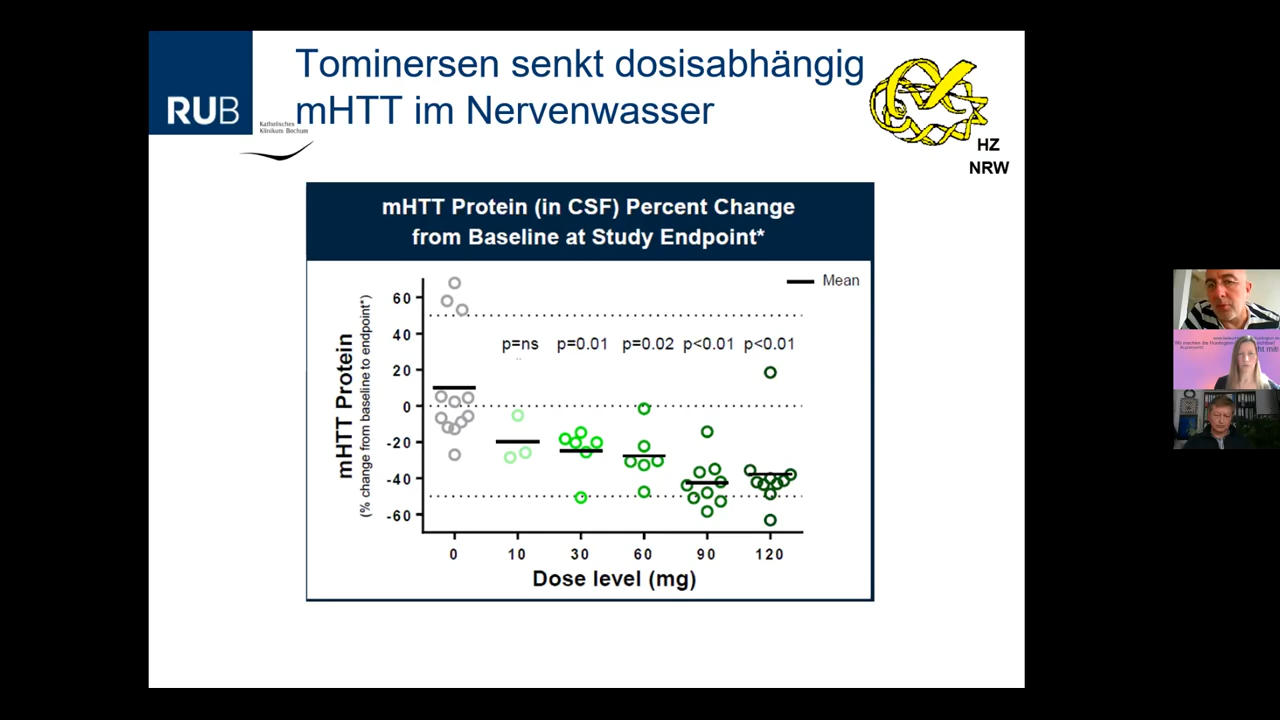 Tominersen senkt dosisabhängig
mHTT im Nervenwasser
RUB
Katholisches
Klinikum Bochum
HZ
NRW
mHTT Protein (in CSF) Percent Change
from Baseline at Study Endpoint*
Mean
mHTT Protein
(% change from baseline to endpoint*)
60
40
20
0
-20
-40
-60
p=ns p=0.01 p=0.02 p<0.01 p<0.01
0 10 30 60 90 120
Dose level (mg)